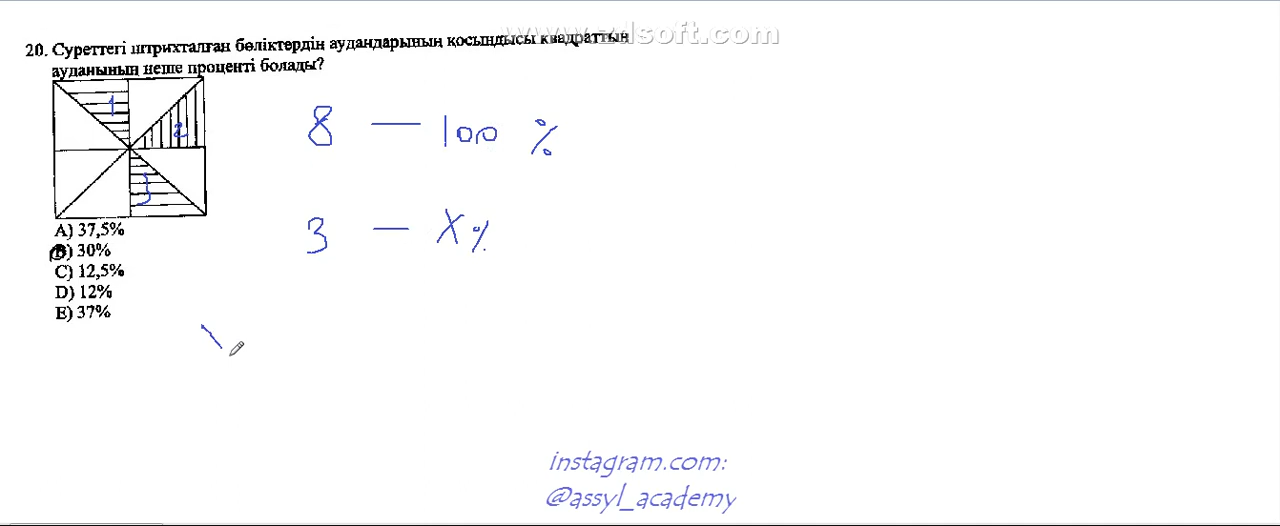 www.zdsoft.com
20. Суреттегі штрихталған бөліктердің аудандарының қосындысы квадраттың
ауданының неше проценті болады?
1
2
3
8 — 100 %
3 — x %
A) 37,5%
B) 30%
C) 12,5%
D) 12%
E) 37%
instagram.com:
@assyl_academy